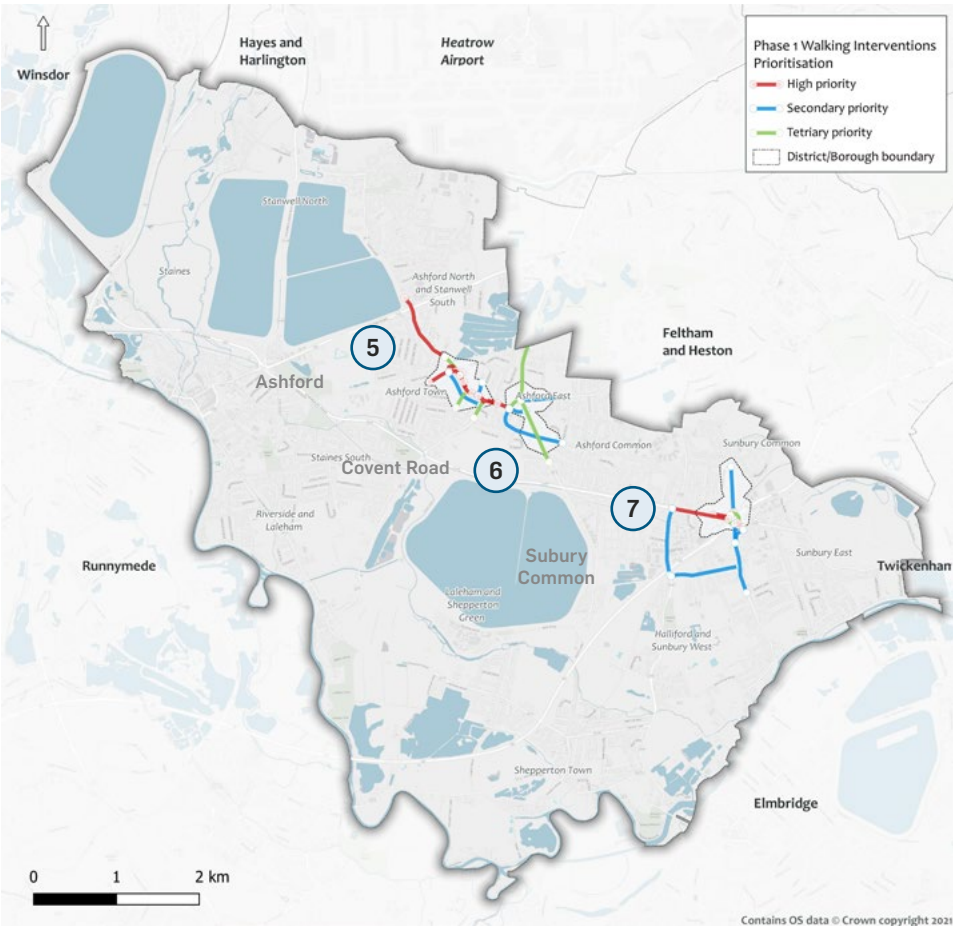 Hayes and
Harlington
Heatrow
Airport
Winsdor
Phase 1 Walking Interventions
Prioritisation
High priority
Secondary priority
Tetriary priority
District/Borough boundary
Stanwell North
Staines
Ashford North
and Stanwell
South
5
Feltham
and Heston
Ashford
Ashford Town
Ashford East
Ashford Common
Sunbury Common
Staines South
Covent Road
6
7
Riverside and
Laleham
Subury
Common
Sunbury East
Runnymede
Twickenham
Laleham and
Shepperton
Green
Halliford and
Sunbury West
Shepperton Town
Elmbridge
0 1 2 km
Contains OS data © Crown copyright 2021